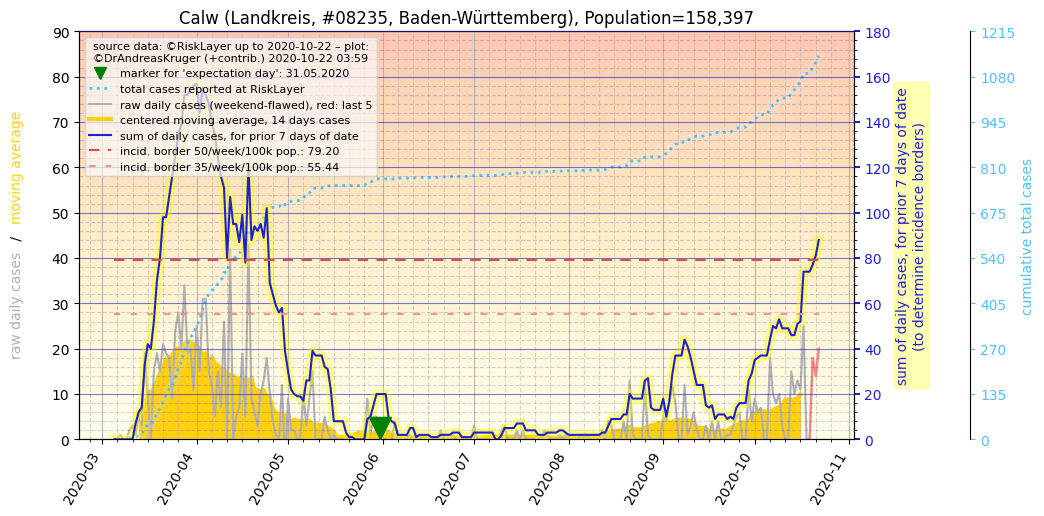 Calw (Landkreis, #08235, Baden-Württemberg), Population=158,397
source data: ©RiskLayer up to 2020-10-22 – plot:
©DrAndreasKruger (+contrib.) 2020-10-22 03:59
marker for 'expectation day': 31.05.2020
total cases reported at RiskLayer
raw daily cases (weekend-flawed), red: last 5
centered moving average, 14 days cases
sum of daily cases, for prior 7 days of date
incid. border 50/week/100k pop.: 79.20
incid. border 35/week/100k pop.: 55.44
raw daily cases / moving average
90
80
70
60
50
40
30
20
10
0
180
160
140
120
100
80
60
40
20
0
sum of daily cases, for prior 7 days of date
(to determine incidence borders)
1215
1080
945
810
675
540
405
270
135
0
cumulative total cases
2020-03
2020-04
2020-05
2020-06
2020-07
2020-08
2020-09
2020-10
2020-11